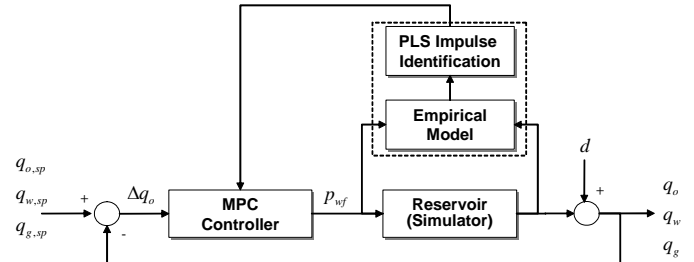 PLS Impulse
Identification
Empirical
Model
q_{o,sp}
q_{w,sp}
q_{g,sp}
+
-
Δq_o
MPC
Controller
p_{wf}
Reservoir
(Simulator)
d
+
q_o
q_w
q_g